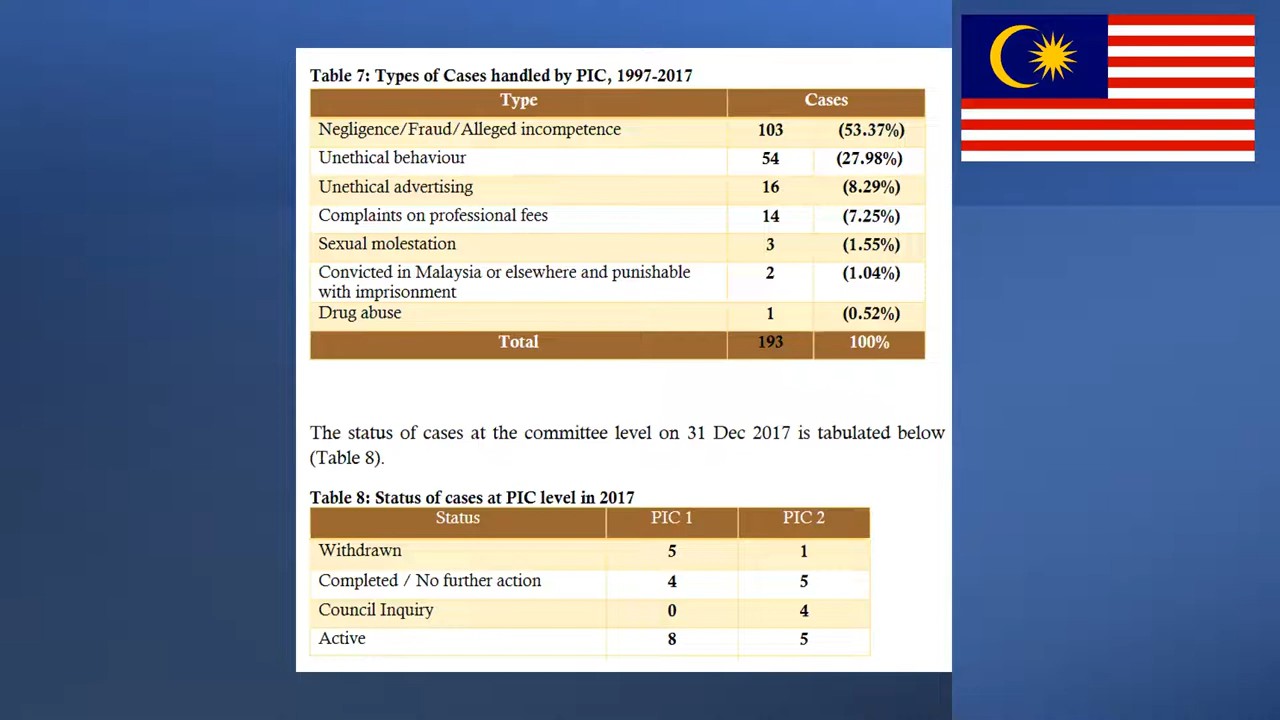 Table 7: Types of Cases handled by PIC, 1997-2017
Type Cases
Negligence/Fraud/Alleged incompetence 103 (53.37%)
Unethical behaviour 54 (27.98%)
Unethical advertising 16 (8.29%)
Complaints on professional fees 14 (7.25%)
Sexual molestation 3 (1.55%)
Convicted in Malaysia or elsewhere and punishable 2 (1.04%)
with imprisonment
Drug abuse 1 (0.52%)
Total 193 100%
The status of cases at the committee level on 31 Dec 2017 is tabulated below
(Table 8).
Table 8: Status of cases at PIC level in 2017
Status PIC 1 PIC 2
Withdrawn 5 1
Completed / No further action 4 5
Council Inquiry 0 4
Active 8 5